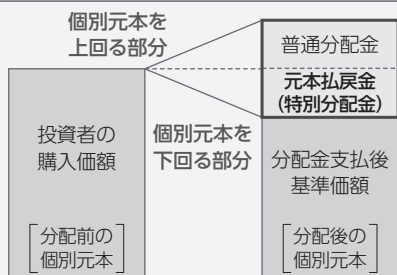 個別元本を
上回る部分
普通分配金
元本払戻金
(特別分配金)
投資者の
購入価額
個別元本を
下回る部分
分配金支払後
基準価額
[分配前の
個別元本]
[分配後の
個別元本]